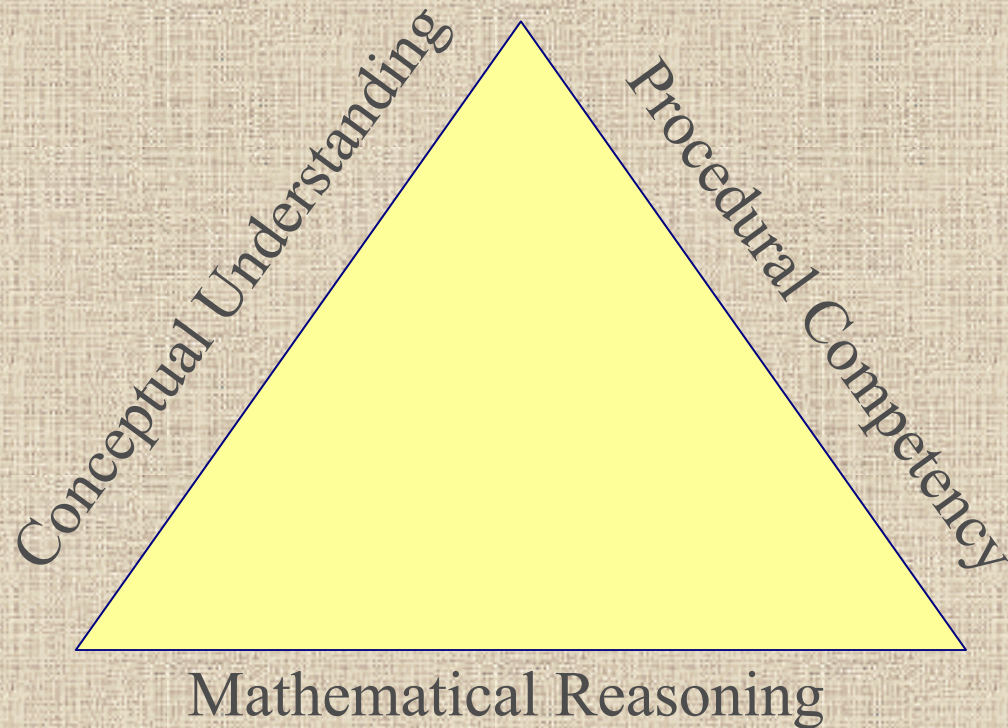 Conceptual Understanding
Procedural Competency
Mathematical Reasoning